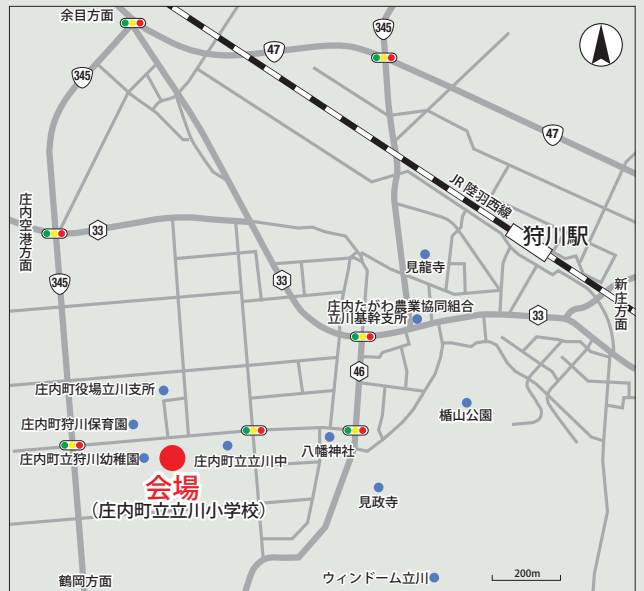 余目方面
345
47
345
345
47
JR 陸羽西線
狩川駅
庄内空港方面
33
見龍寺
新庄方面
345
33
庄内たがわ農業協同組合
立川基幹支所
33
46
庄内町役場立川支所
楯山公園
庄内町狩川保育園
八幡神社
庄内町立狩川幼稚園
庄内町立立川中
会場
(庄内町立立川小学校)
見政寺
鶴岡方面
ウィンドーム立川
200m